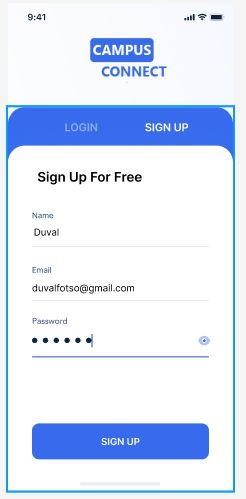 9:41
CAMPUS
CONNECT
LOGIN SIGN UP
Sign Up For Free
Name
Duval
Email
duvalfotso@gmail.com
Password
SIGN UP